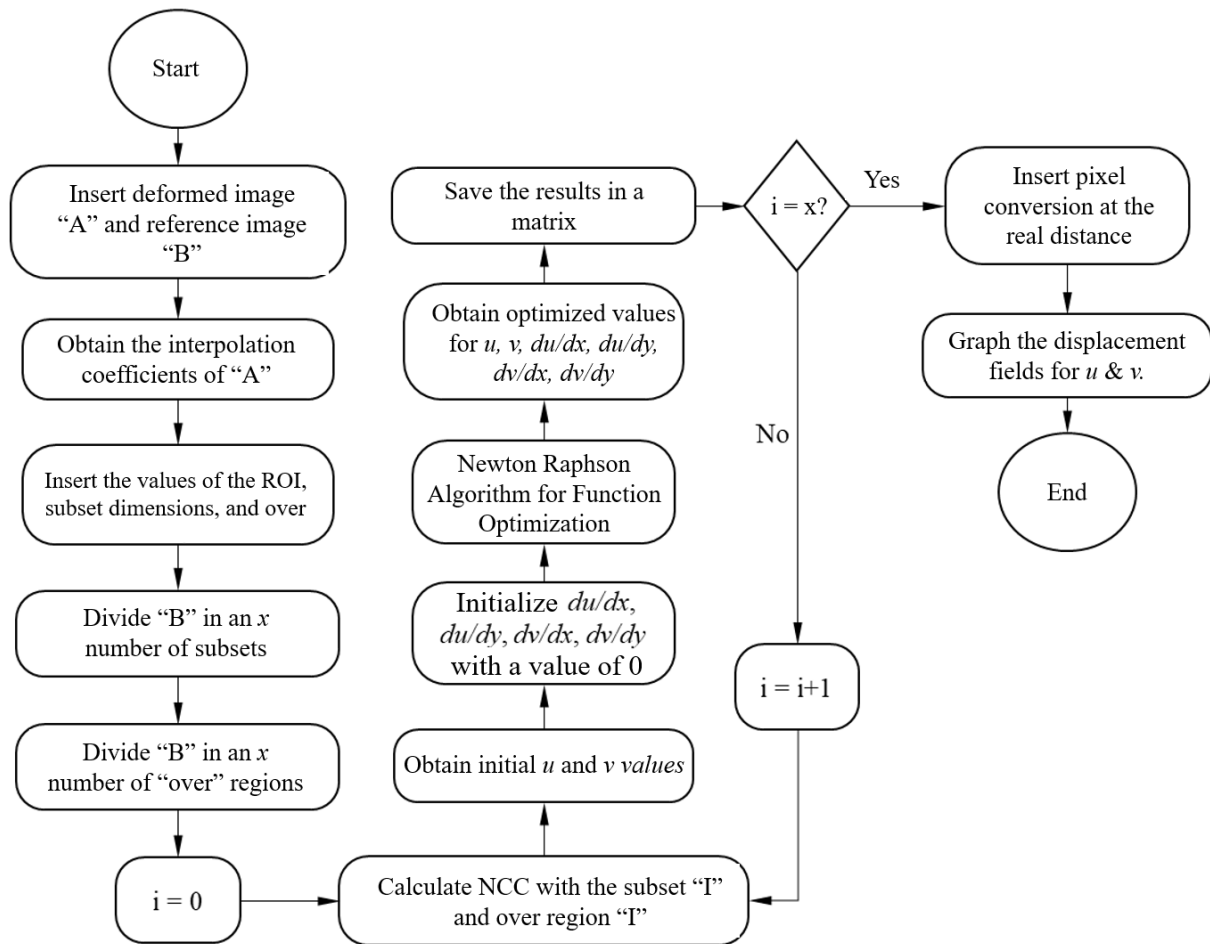 Start
Insert deformed image
“A” and reference image
“B”
Obtain the interpolation
coefficients of “A”
Insert the values of the ROI,
subset dimensions, and over
Divide “B” in an x
number of subsets
Divide “B” in an x
number of “over” regions
i = 0
Calculate NCC with the subset “I”
and over region “I”
Obtain initial u and v values
Initialize du/dx,
du/dy, dv/dx, dv/dy
with a value of 0
Newton Raphson
Algorithm for Function
Optimization
Obtain optimized values
for u, v, du/dx, du/dy,
dv/dx, dv/dy
Save the results in a
matrix
i = x?
No
i = i+1
Yes
Insert pixel
conversion at the
real distance
Graph the displacement
fields for u & v.
End